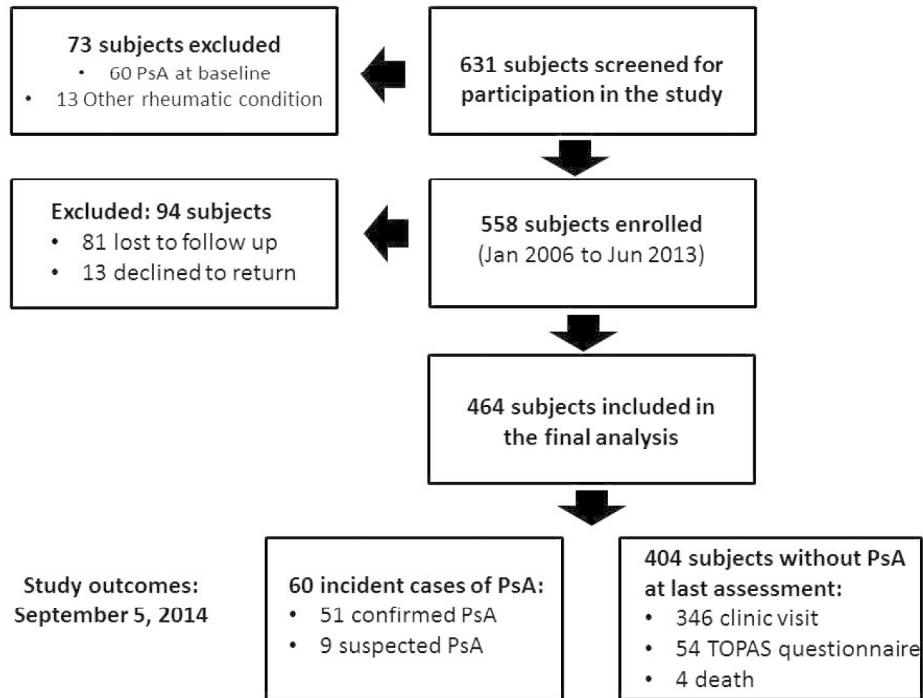 73 subjects excluded
• 60 PsA at baseline
• 13 Other rheumatic condition
631 subjects screened for
participation in the study
Excluded: 94 subjects
• 81 lost to follow up
• 13 declined to return
558 subjects enrolled
(Jan 2006 to Jun 2013)
464 subjects included in
the final analysis
Study outcomes:
September 5, 2014
60 incident cases of PsA:
• 51 confirmed PsA
• 9 suspected PsA
404 subjects without PsA
at last assessment:
• 346 clinic visit
• 54 TOPAS questionnaire
• 4 death